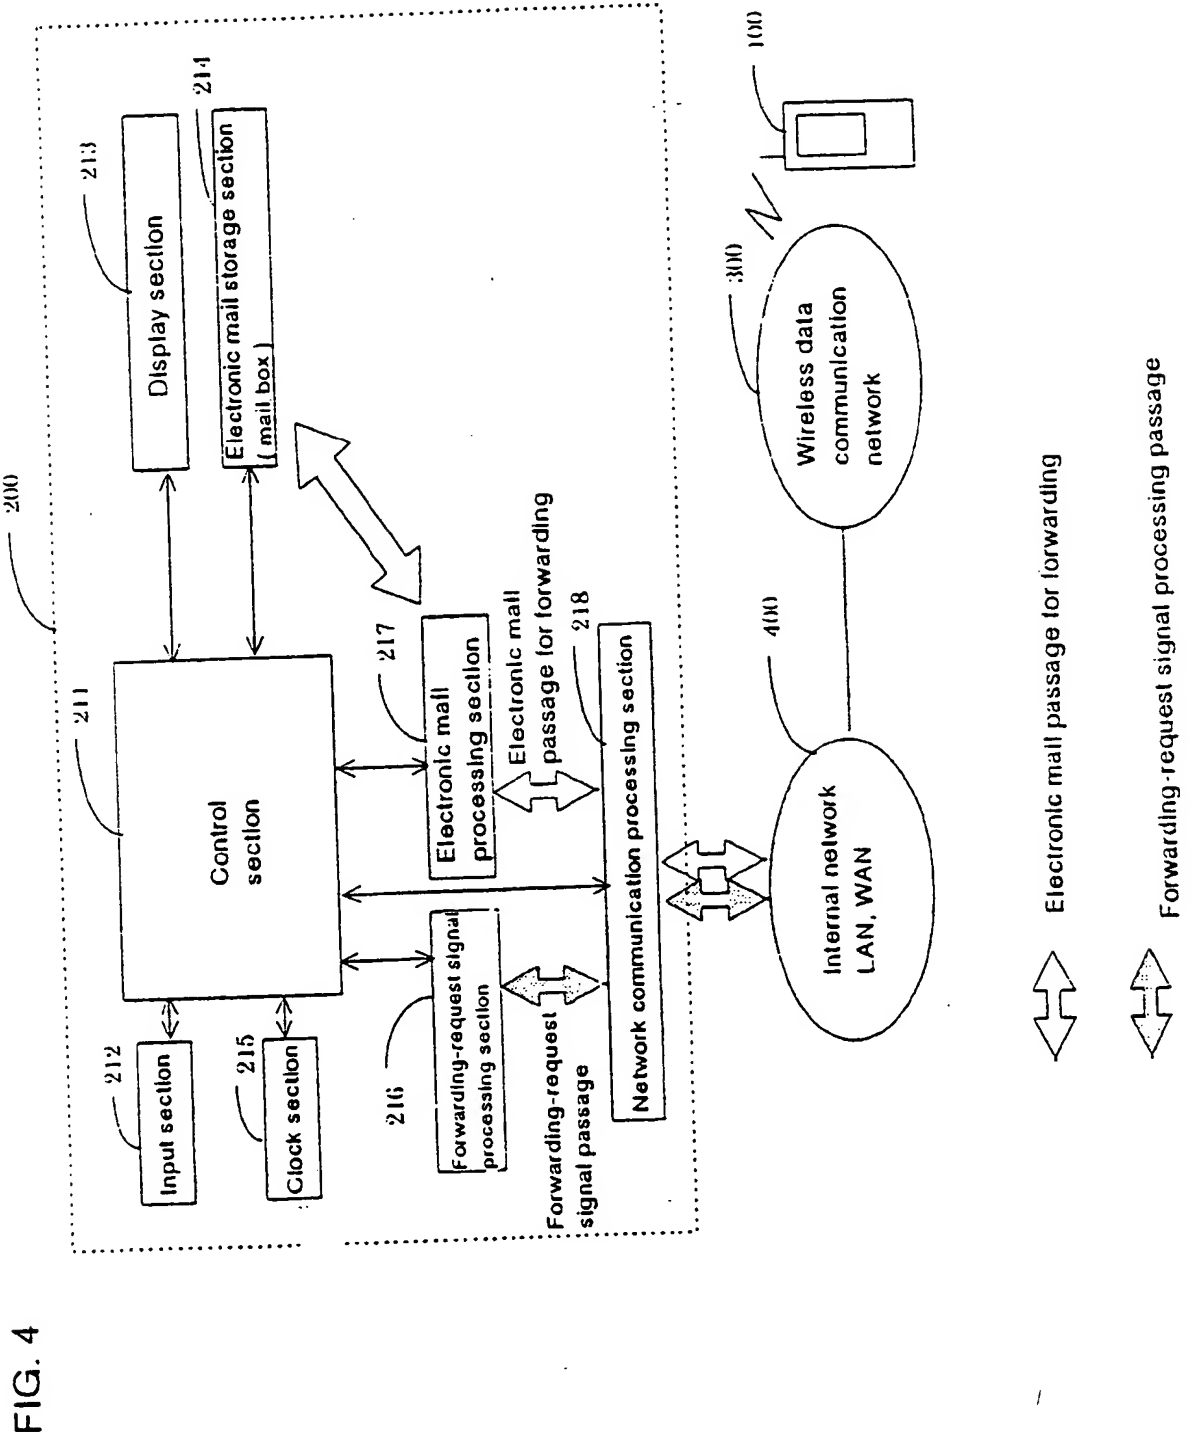 FIG. 4
200
211
212
Input section
215
Clock section
Control
section
213
Display section
214
Electronic mail storage section
( mail box )
216
Forwarding-request signal
processing section
217
Electronic mail
processing section
Forwarding-request
signal passage
Electronic mail
passage for forwarding
218
Network communication processing section
400
Internal network
LAN, WAN
300
Wireless data
communication
network
100
Electronic mail passage for forwarding
Forwarding-request signal processing passage